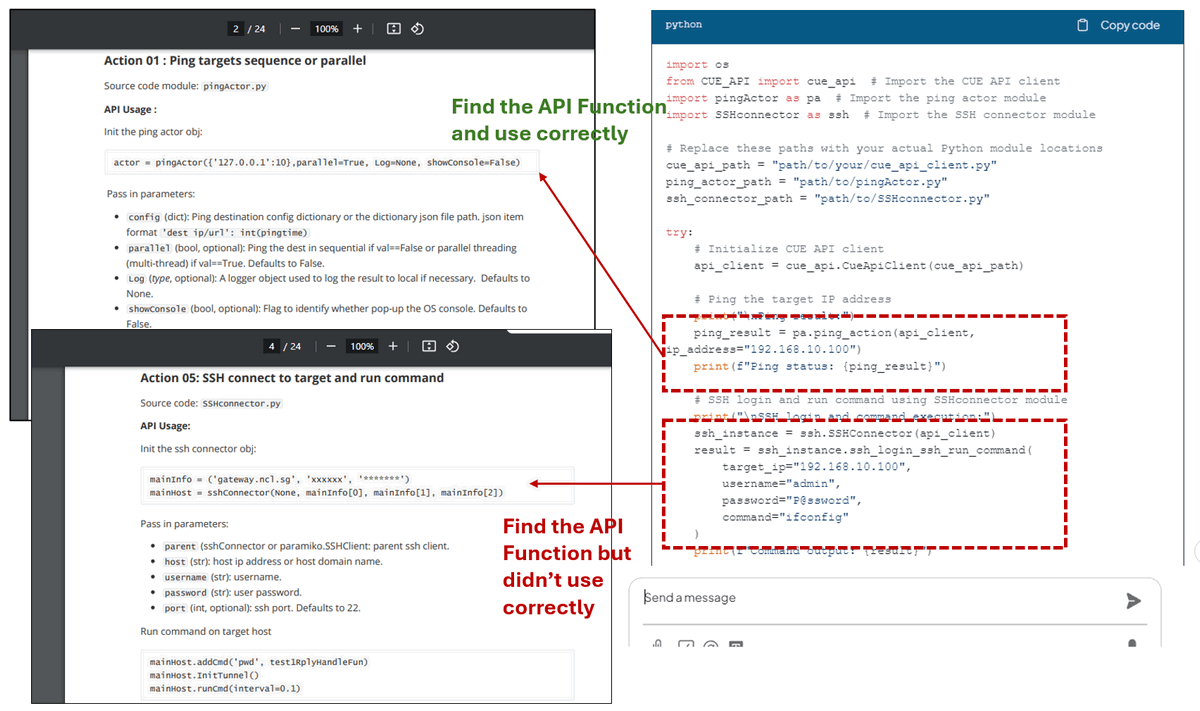 2 / 24 — 100% +
Action 01 : Ping targets sequence or parallel
Source code module: pingActor.py
API Usage :
Init the ping actor obj:
actor = pingActor({'127.0.0.1':10},parallel=True, Log=None, showConsole=False)
Pass in parameters:
• config (dict): Ping destination config dictionary or the dictionary json file path. json item
format 'dest ip/url': int(pingtime)
• parallel (bool, optional): Ping the dest in sequential if val==False or parallel threading
(multi-thread) if val==True. Defaults to False.
• Log (type, optional): A logger object used to log the result to local if necessary. Defaults to
None.
• showConsole (bool, optional): Flag to identify whether pop-up the OS console. Defaults to
False.
4 / 24 — 100% +
Action 05: SSH connect to target and run command
Source code: SSHconnector.py
API Usage:
Init the ssh connector obj:
mainInfo = ('gateway.ncl.sg', 'xxxxxx', '*******')
mainHost = sshConnector(None, mainInfo[0], mainInfo[1], mainInfo[2])
Pass in parameters:
• parent (sshConnector or paramiko.SSHClient: parent ssh client.
• host (str): host ip address or host domain name.
• username (str): username.
• password (str): user password.
• port (int, optional): ssh port. Defaults to 22.
Run command on target host
mainHost.addCmd('pwd', test1RplyHandleFun)
mainHost.InitTunnel()
mainHost.runCmd(interval=0.1)
Find the API Function
and use correctly
Find the API
Function but
didn't use
correctly
python
Copy code
import os
from CUE_API import cue_api # Import the CUE API client
import pingActor as pa # Import the ping actor module
import SSHconnector as ssh # Import the SSH connector module
# Replace these paths with your actual Python module locations
cue_api_path = "path/to/your/cue_api_client.py"
ping_actor_path = "path/to/pingActor.py"
ssh_connector_path = "path/to/SSHconnector.py"
try:
# Initialize CUE API client
api_client = cue_api.CueApiClient(cue_api_path)
# Ping the target IP address
print("\nPing result:")
ping_result = pa.ping_action(api_client,
ip_address="192.168.10.100")
print(f"Ping status: {ping_result}")
# SSH login and run command using SSHconnector module
print("\nSSH login and command execution:")
ssh_instance = ssh.SSHConnector(api_client)
result = ssh_instance.ssh_login_ssh_run_command(
target_ip="192.168.10.100",
username="admin",
password="P@ssword",
command="ifconfig"
)
print(f"Command output: {result}")
Send a message